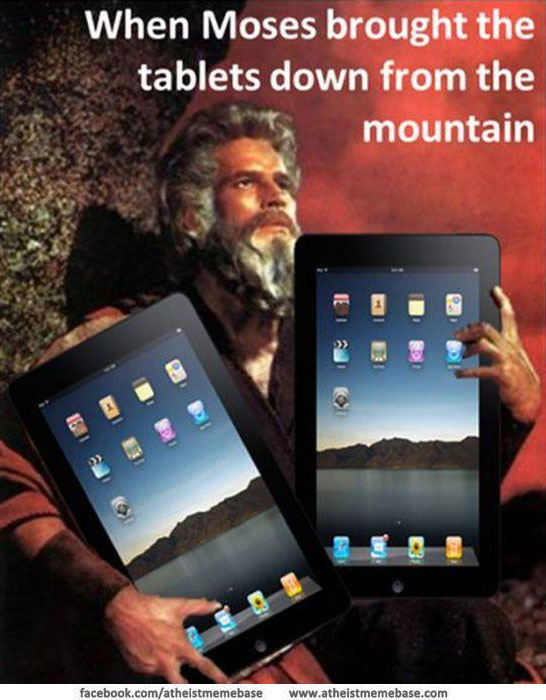 When Moses brought the
tablets down from the
mountain
facebook.com/atheistmemebase www.atheistmemebase.com